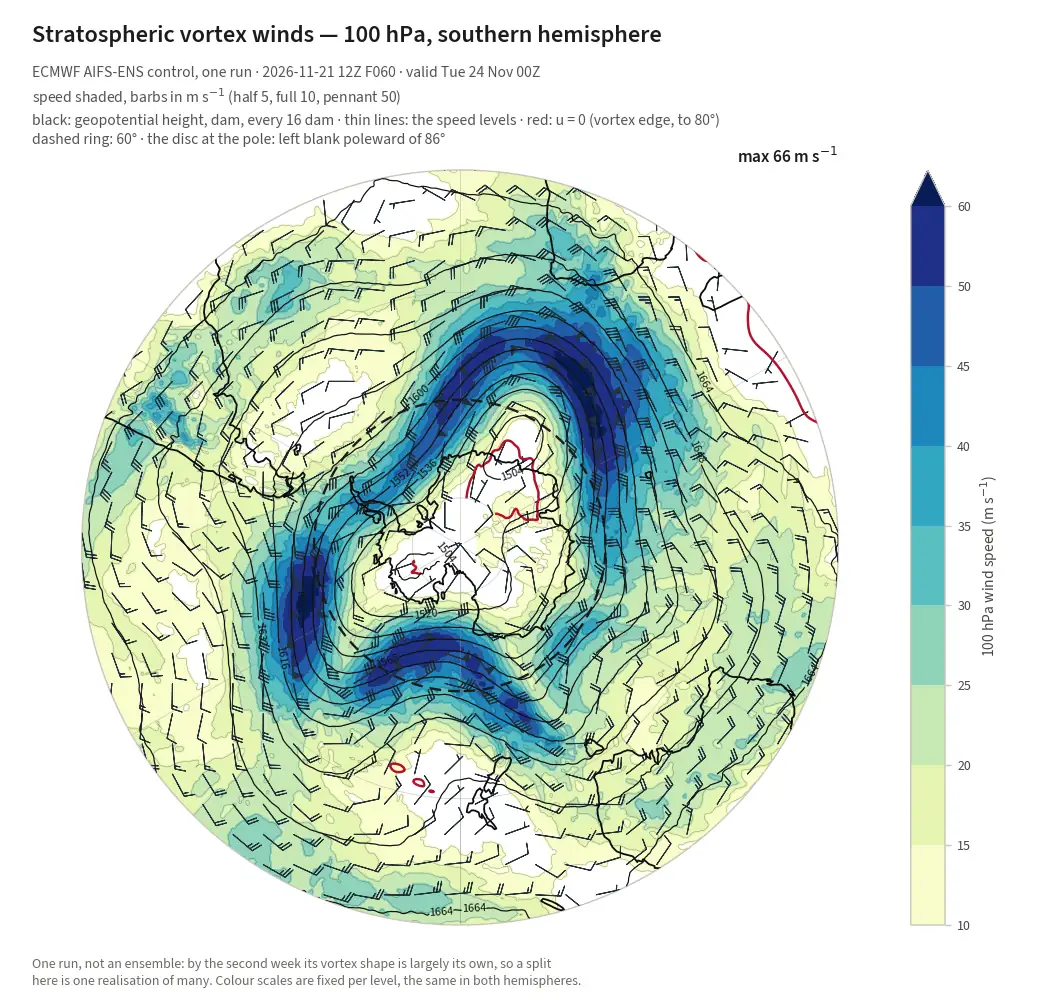 Stratospheric vortex winds — 100 hPa, southern hemisphere
ECMWF AIFS-ENS control, one run · 2026-11-21 12Z F060 · valid Tue 24 Nov 00Z
speed shaded, barbs in m s⁻¹ (half 5, full 10, pennant 50)
black: geopotential height, dam, every 16 dam · thin lines: the speed levels · red: u = 0 (vortex edge, to 80°)
dashed ring: 60° · the disc at the pole: left blank poleward of 86°
max 66 m s⁻¹
60
50
45
40
35
30
25
20
15
10
100 hPa wind speed (m s⁻¹)
1664
1600
1552
1536
1504
1504
1616
1664
1664
One run, not an ensemble: by the second week its vortex shape is largely its own, so a split
here is one realisation of many. Colour scales are fixed per level, the same in both hemispheres.